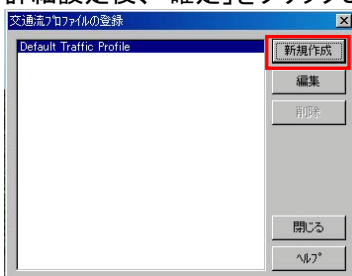 詳細設定後、「確定」をクリックし
交通流ﾌﾟﾛﾌｧｲﾙの登録
Default Traffic Profile
新規作成
編集
削除
閉じる
ﾍﾙﾌﾟ